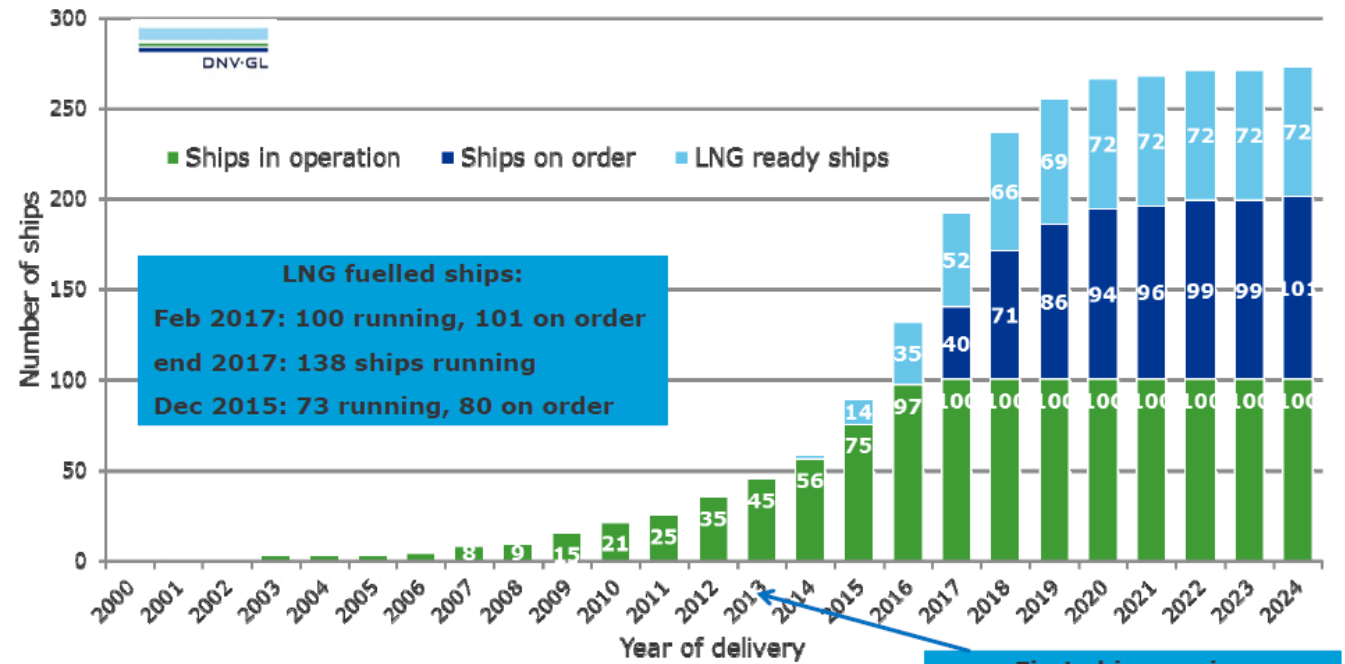 300
DNV·GL
250
Ships in operation Ships on order LNG ready ships
200
150
100
50
0
Number of ships
LNG fuelled ships:
Feb 2017: 100 running, 101 on order
end 2017: 138 ships running
Dec 2015: 73 running, 80 on order
72 72 72 72 72
69
66
52
35
14
101
99 99
96
94
86
71
40
100 100 100 100 100 100 100 100
97
75
56
45
35
25
21
15
9
8
2000 2001 2002 2003 2004 2005 2006 2007 2008 2009 2010 2011 2012 2013 2014 2015 2016 2017 2018 2019 2020 2021 2022 2023 2024
Year of delivery